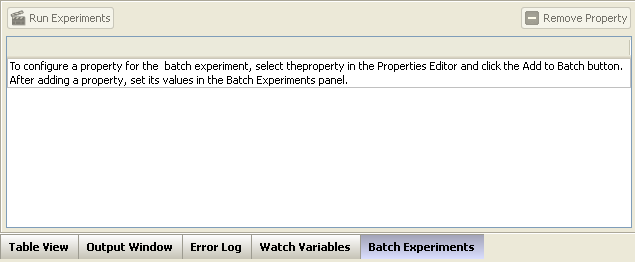 Run Experiments Remove Property
To configure a property for the  batch experiment, select theproperty in the Properties Editor and click the Add to Batch button.
After adding a property, set its values in the Batch Experiments panel.
Table View Output Window Error Log Watch Variables Batch Experiments